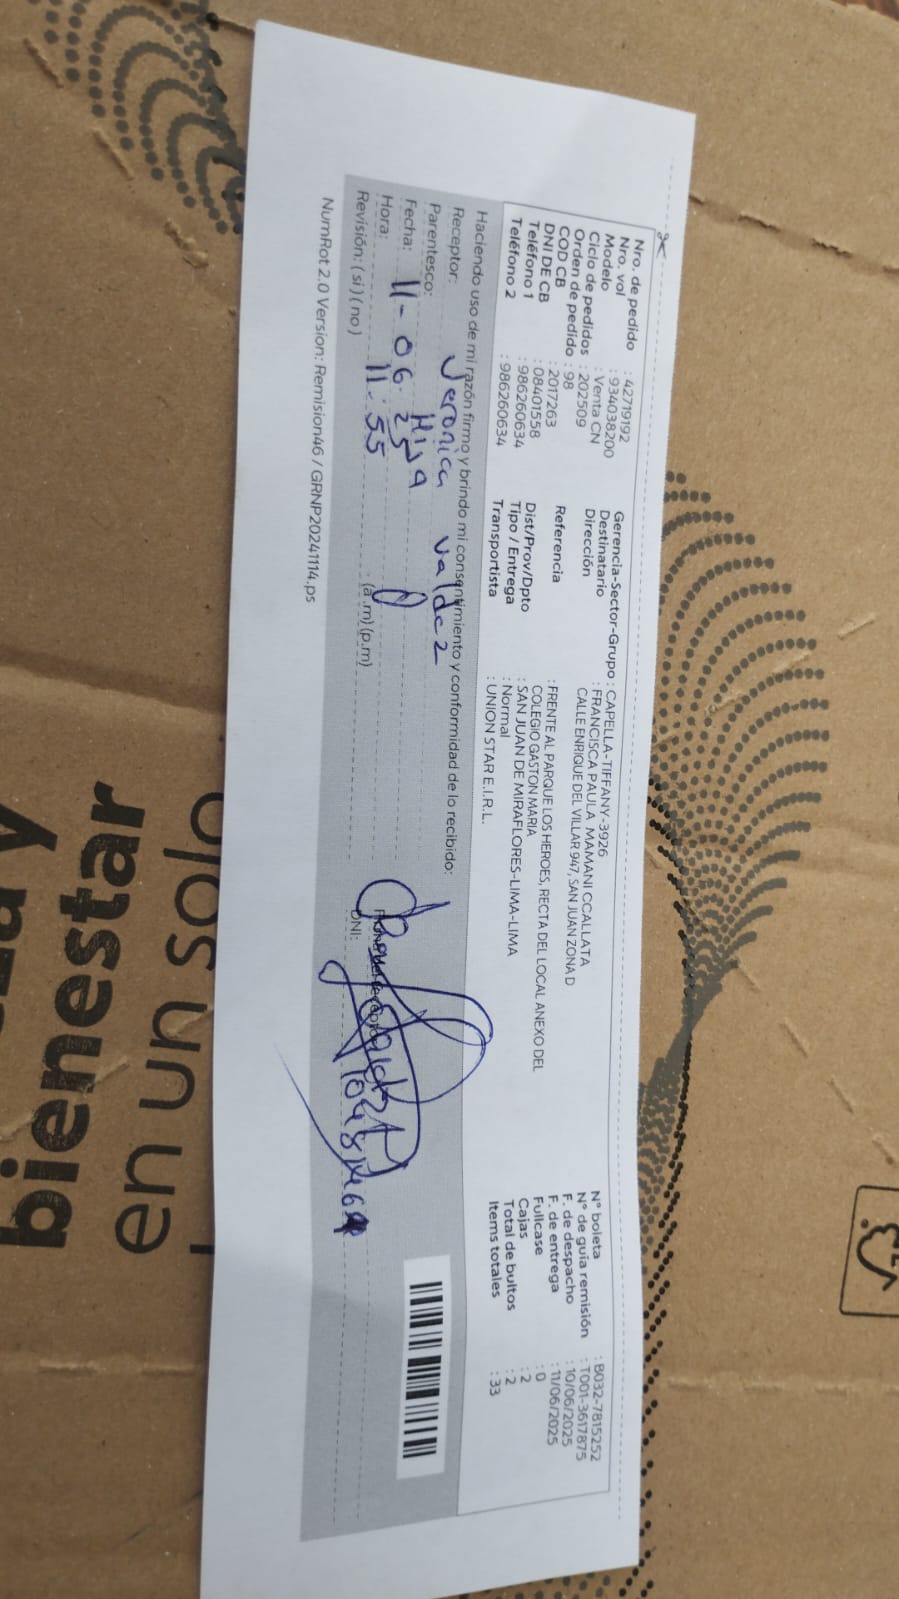 Nro. de pedido : 42719192
Nro. vol : 934038200
Modelo : Venta CN
Ciclo de pedidos : 202509
Orden de pedido : 98
COD CB : 2017263
DNI DE CB : 08401558
Teléfono 1 : 986260634
Teléfono 2 : 986260634
Gerencia-Sector-Grupo : CAPELLA-TIFFANY-3926
Destinatario : FRANCISCA PAULA MAMANI CCALLATA
Dirección CALLE ENRIQUE DEL VILLAR 947, SAN JUAN ZONA D
Referencia : FRENTE AL PARQUE LOS HEROES, RECTA DEL LOCAL ANEXO DEL
COLEGIO GASTON MARIA
Dist/Prov/Dpto : SAN JUAN DE MIRAFLORES-LIMA-LIMA
Tipo / Entrega : Normal
Transportista : UNION STAR E.I.R.L.
N° boleta : B032-7815252
N° de guía remisión : T001-3617875
F. de despacho : 10/06/2025
F. de entrega : 11/06/2025
Fullcase : 0
Cajas : 2
Total de bultos : 2
Items totales : 33
Haciendo uso de mi razón firmo y brindo mi consentimiento y conformidad de lo recibido:
Receptor: Veronica Valdez
Parentesco: Hija
Fecha: 11-06-25
Hora: 11:55 (a.m)(p.m)
Revisión: ( si ) ( no )
DNI:
NumRot 2.0 Version: Remision46 / GRNP20241114.ps
bienestar
en un solo